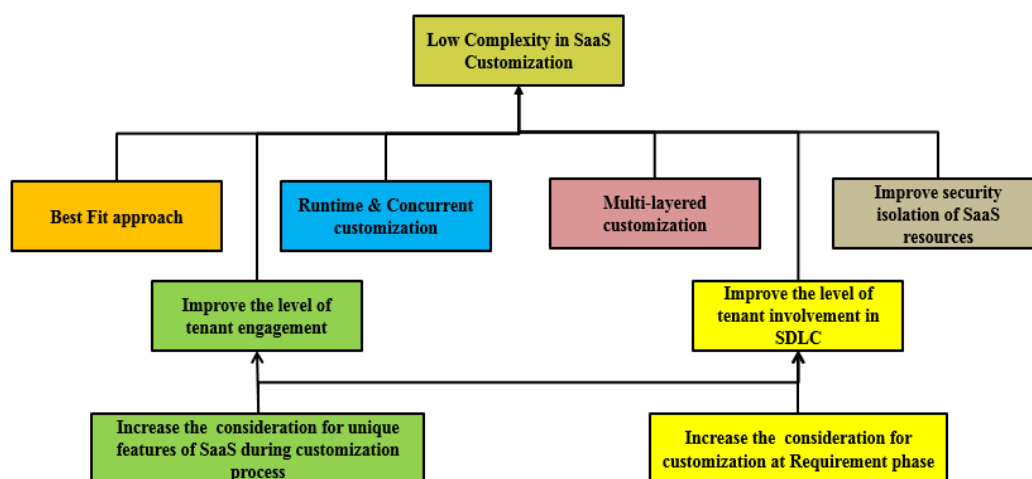 Low Complexity in SaaS
Customization
Best Fit approach
Runtime & Concurrent
customization
Multi-layered
customization
Improve security
isolation of SaaS
resources
Improve the level of
tenant engagement
Improve the level of
tenant involvement in
SDLC
Increase the consideration for unique
features of SaaS during customization
process
Increase the consideration for
customization at Requirement phase